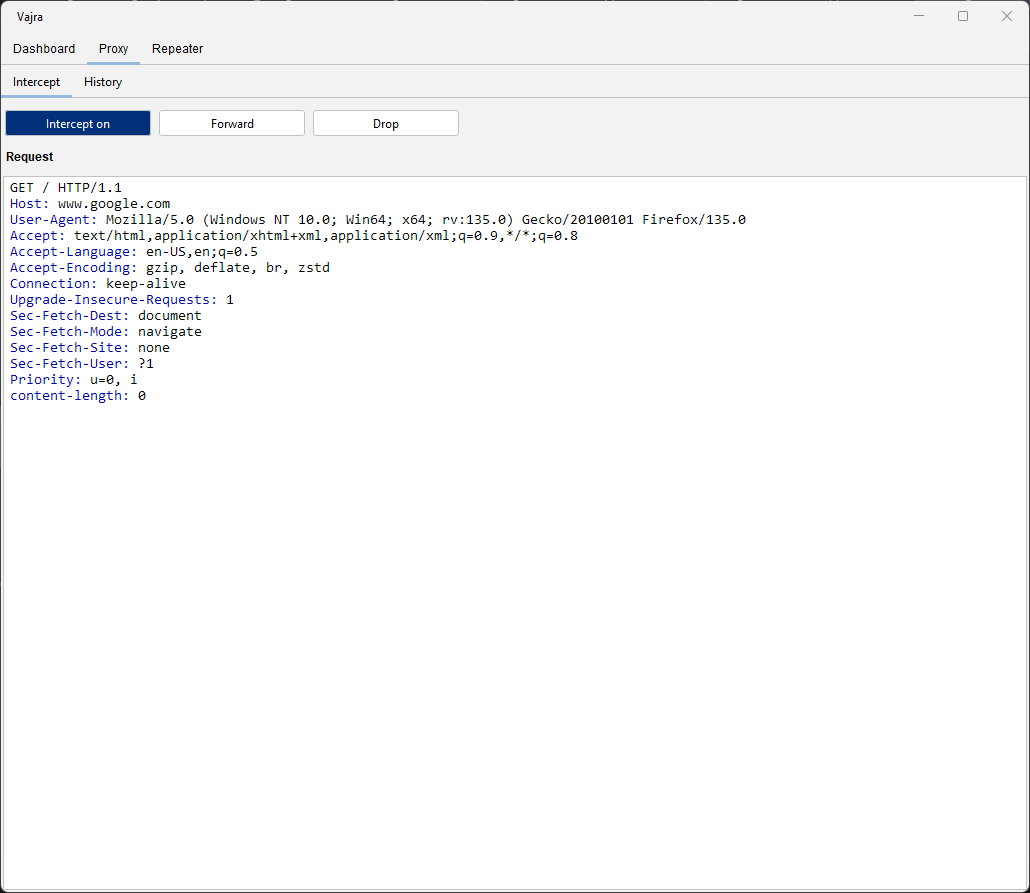 Vajra
Dashboard Proxy Repeater
Intercept History
Intercept on Forward Drop
Request
GET / HTTP/1.1
Host: www.google.com
User-Agent: Mozilla/5.0 (Windows NT 10.0; Win64; x64; rv:135.0) Gecko/20100101 Firefox/135.0
Accept: text/html,application/xhtml+xml,application/xml;q=0.9,*/*;q=0.8
Accept-Language: en-US,en;q=0.5
Accept-Encoding: gzip, deflate, br, zstd
Connection: keep-alive
Upgrade-Insecure-Requests: 1
Sec-Fetch-Dest: document
Sec-Fetch-Mode: navigate
Sec-Fetch-Site: none
Sec-Fetch-User: ?1
Priority: u=0, i
content-length: 0